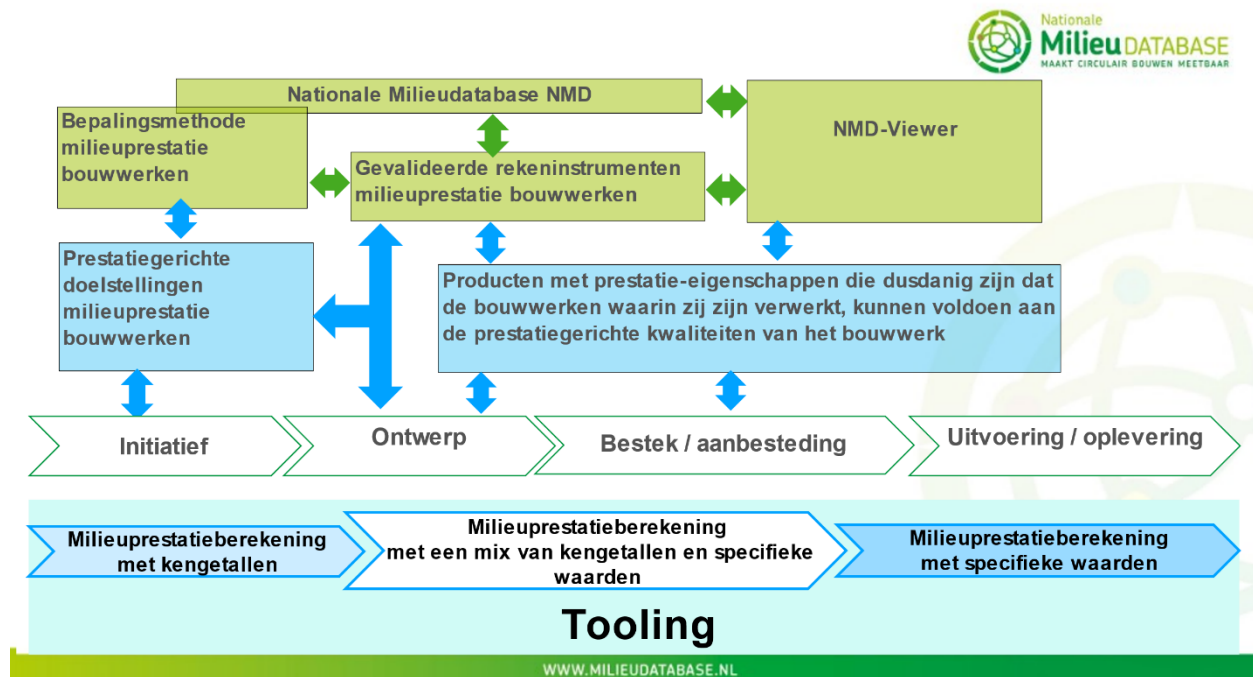 Nationale
Milieu DATABASE
MAAKT CIRCULAIR BOUWEN MEETBAAR
Nationale Milieudatabase NMD
Bepalingsmethode
milieuprestatie
bouwwerken
NMD-Viewer
Gevalideerde rekeninstrumenten
milieuprestatie bouwwerken
Prestatiegerichte
doelstellingen
milieuprestatie
bouwwerken
Producten met prestatie-eigenschappen die dusdanig zijn dat
de bouwwerken waarin zij zijn verwerkt, kunnen voldoen aan
de prestatiegerichte kwaliteiten van het bouwwerk
Initiatief
Ontwerp
Bestek / aanbesteding
Uitvoering / oplevering
Milieuprestatieberekening
met kengetallen
Milieuprestatieberekening
met een mix van kengetallen en specifieke
waarden
Milieuprestatieberekening
met specifieke waarden
Tooling
WWW.MILIEUDATABASE.NL